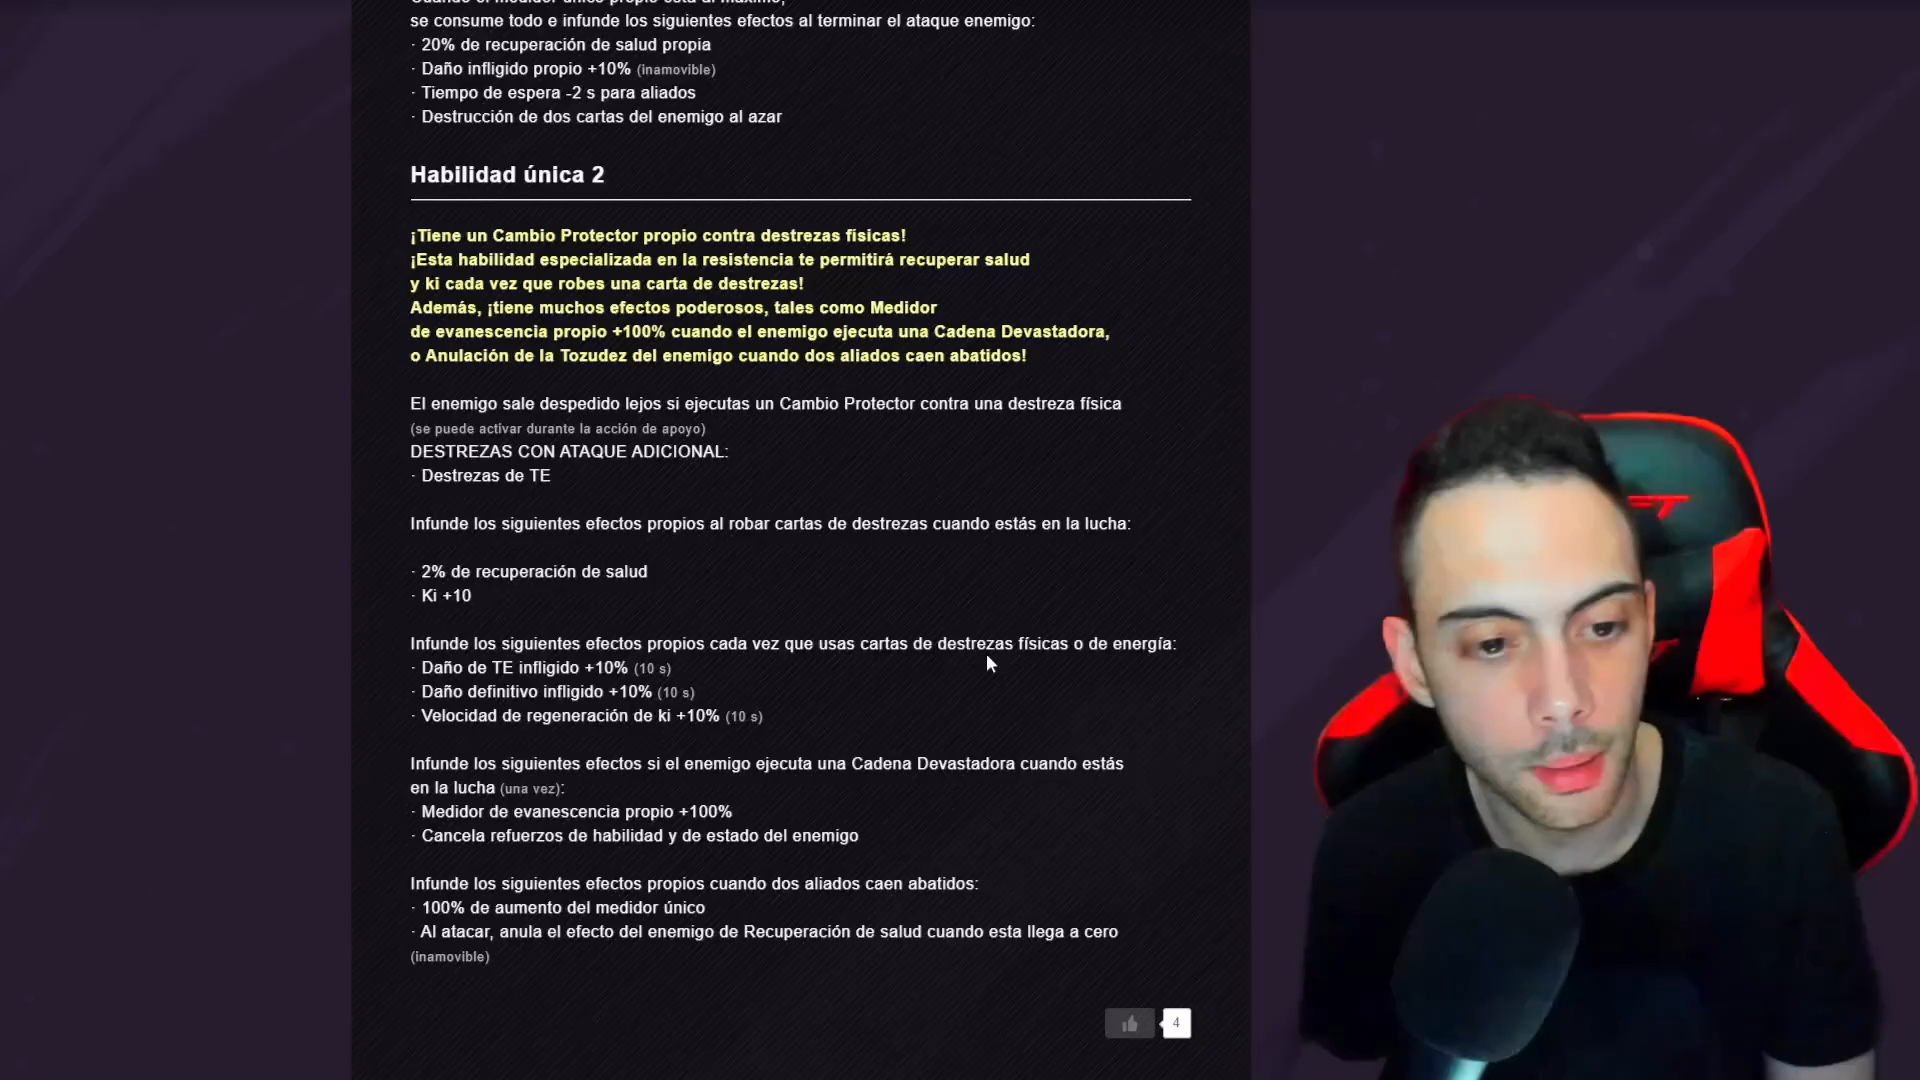 se consume todo e infunde los siguientes efectos al terminar el ataque enemigo:
· 20% de recuperación de salud propia
· Daño infligido propio +10% (inamovible)
· Tiempo de espera -2 s para aliados
· Destrucción de dos cartas del enemigo al azar
Habilidad única 2
¡Tiene un Cambio Protector propio contra destrezas físicas!
¡Esta habilidad especializada en la resistencia te permitirá recuperar salud
y ki cada vez que robes una carta de destrezas!
Además, ¡tiene muchos efectos poderosos, tales como Medidor
de evanescencia propio +100% cuando el enemigo ejecuta una Cadena Devastadora,
o Anulación de la Tozudez del enemigo cuando dos aliados caen abatidos!
El enemigo sale despedido lejos si ejecutas un Cambio Protector contra una destreza física
(se puede activar durante la acción de apoyo)
DESTREZAS CON ATAQUE ADICIONAL:
· Destrezas de TE
Infunde los siguientes efectos propios al robar cartas de destrezas cuando estás en la lucha:
· 2% de recuperación de salud
· Ki +10
Infunde los siguientes efectos propios cada vez que usas cartas de destrezas físicas o de energía:
· Daño de TE infligido +10% (10 s)
· Daño definitivo infligido +10% (10 s)
· Velocidad de regeneración de ki +10% (10 s)
Infunde los siguientes efectos si el enemigo ejecuta una Cadena Devastadora cuando estás
en la lucha (una vez):
· Medidor de evanescencia propio +100%
· Cancela refuerzos de habilidad y de estado del enemigo
Infunde los siguientes efectos propios cuando dos aliados caen abatidos:
· 100% de aumento del medidor único
· Al atacar, anula el efecto del enemigo de Recuperación de salud cuando esta llega a cero
(inamovible)
4